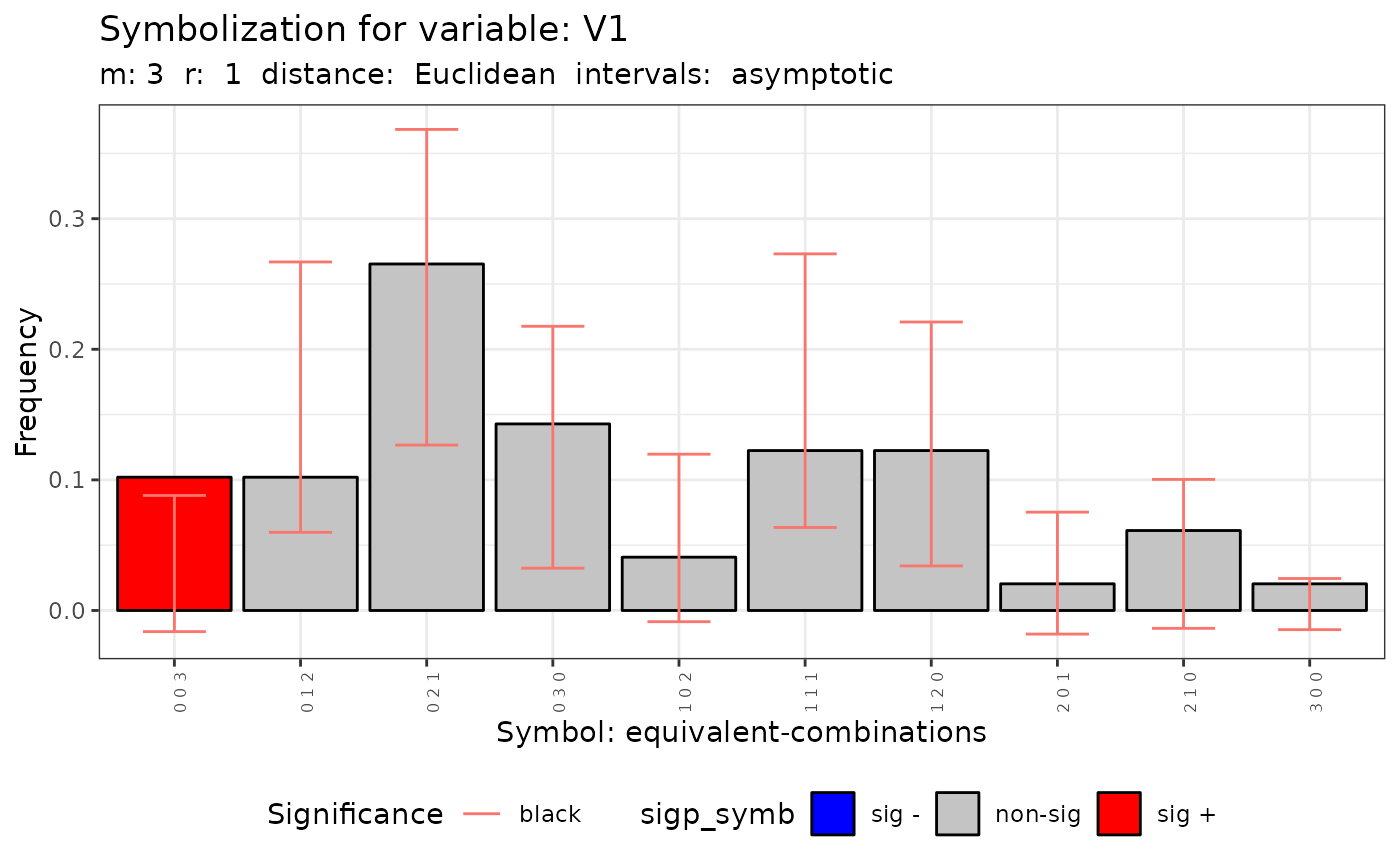 Symbolization for variable: V1
m: 3 r: 1 distance: Euclidean intervals: asymptotic
Frequency
0.3
0.2
0.1
0.0
0 0 3
0 1 2
0 2 1
0 3 0
1 0 2
1 1 1
1 2 0
2 0 1
2 1 0
3 0 0
Symbol: equivalent-combinations
Significance black sigp_symb sig - non-sig sig +